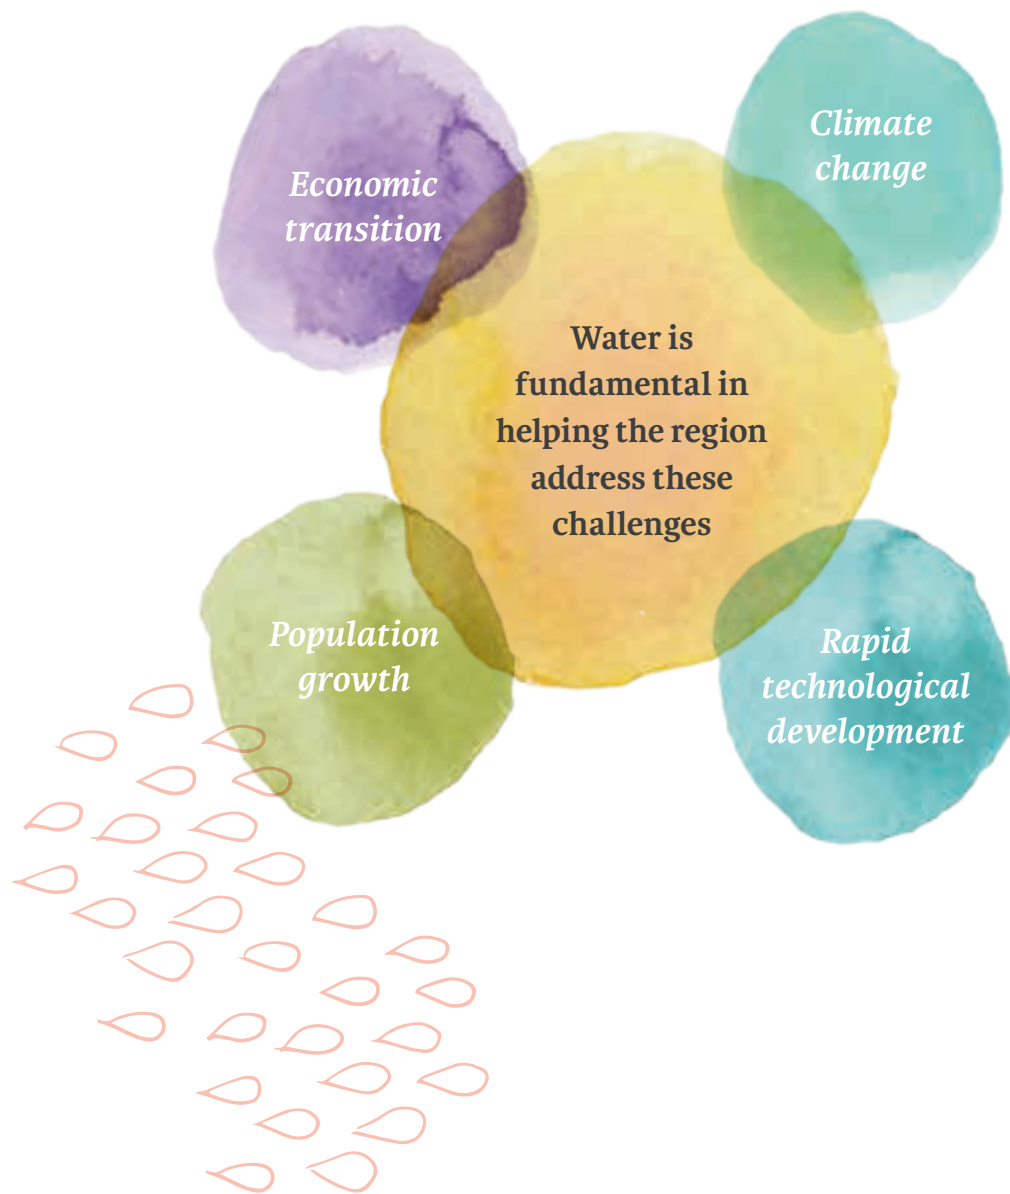 Climate
change
Economic
transition
Water is
fundamental in
helping the region
address these
challenges
Population
growth
Rapid
technological
development